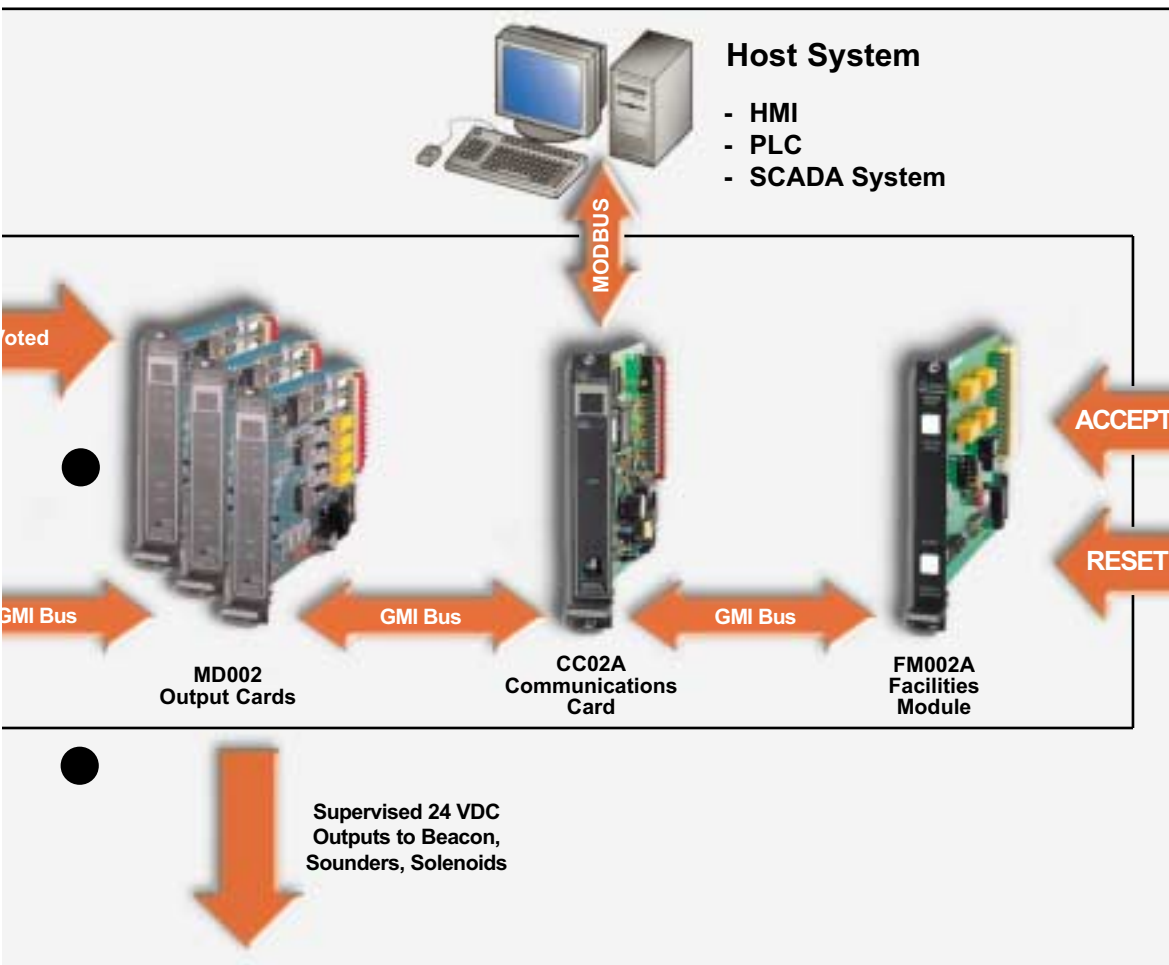 Host System
- HMI
- PLC
- SCADA System
MODBUS
Voted
ACCEPT
RESET
GMI Bus
GMI Bus
GMI Bus
MD002
Output Cards
CC02A
Communications
Card
FM002A
Facilities
Module
Supervised 24 VDC
Outputs to Beacon,
Sounders, Solenoids